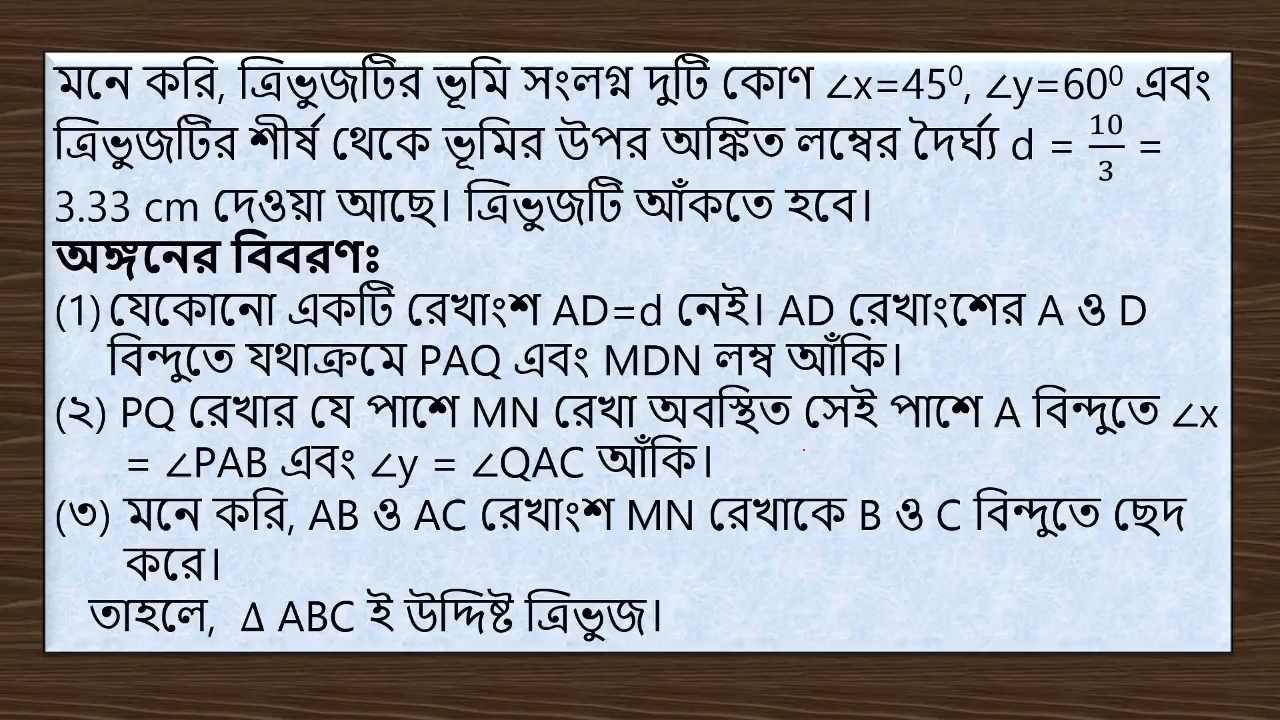 মনে করি, ত্রিভুজটির ভূমি সংলগ্ন দুটি কোণ ∠x=45⁰, ∠y=60⁰ এবং
ত্রিভুজটির শীর্ষ থেকে ভূমির উপর অঙ্কিত লম্বের দৈর্ঘ্য d = 10/3 =
3.33 cm দেওয়া আছে। ত্রিভুজটি আঁকতে হবে।
অঙ্গনের বিবরণঃ
(1) যেকোনো একটি রেখাংশ AD=d নেই। AD রেখাংশের A ও D
বিন্দুতে যথাক্রমে PAQ এবং MDN লম্ব আঁকি।
(২) PQ রেখার যে পাশে MN রেখা অবস্থিত সেই পাশে A বিন্দুতে ∠x
= ∠PAB এবং ∠y = ∠QAC আঁকি।
(৩) মনে করি, AB ও AC রেখাংশ MN রেখাকে B ও C বিন্দুতে ছেদ
করে।
তাহলে, Δ ABC ই উদ্দিষ্ট ত্রিভুজ।